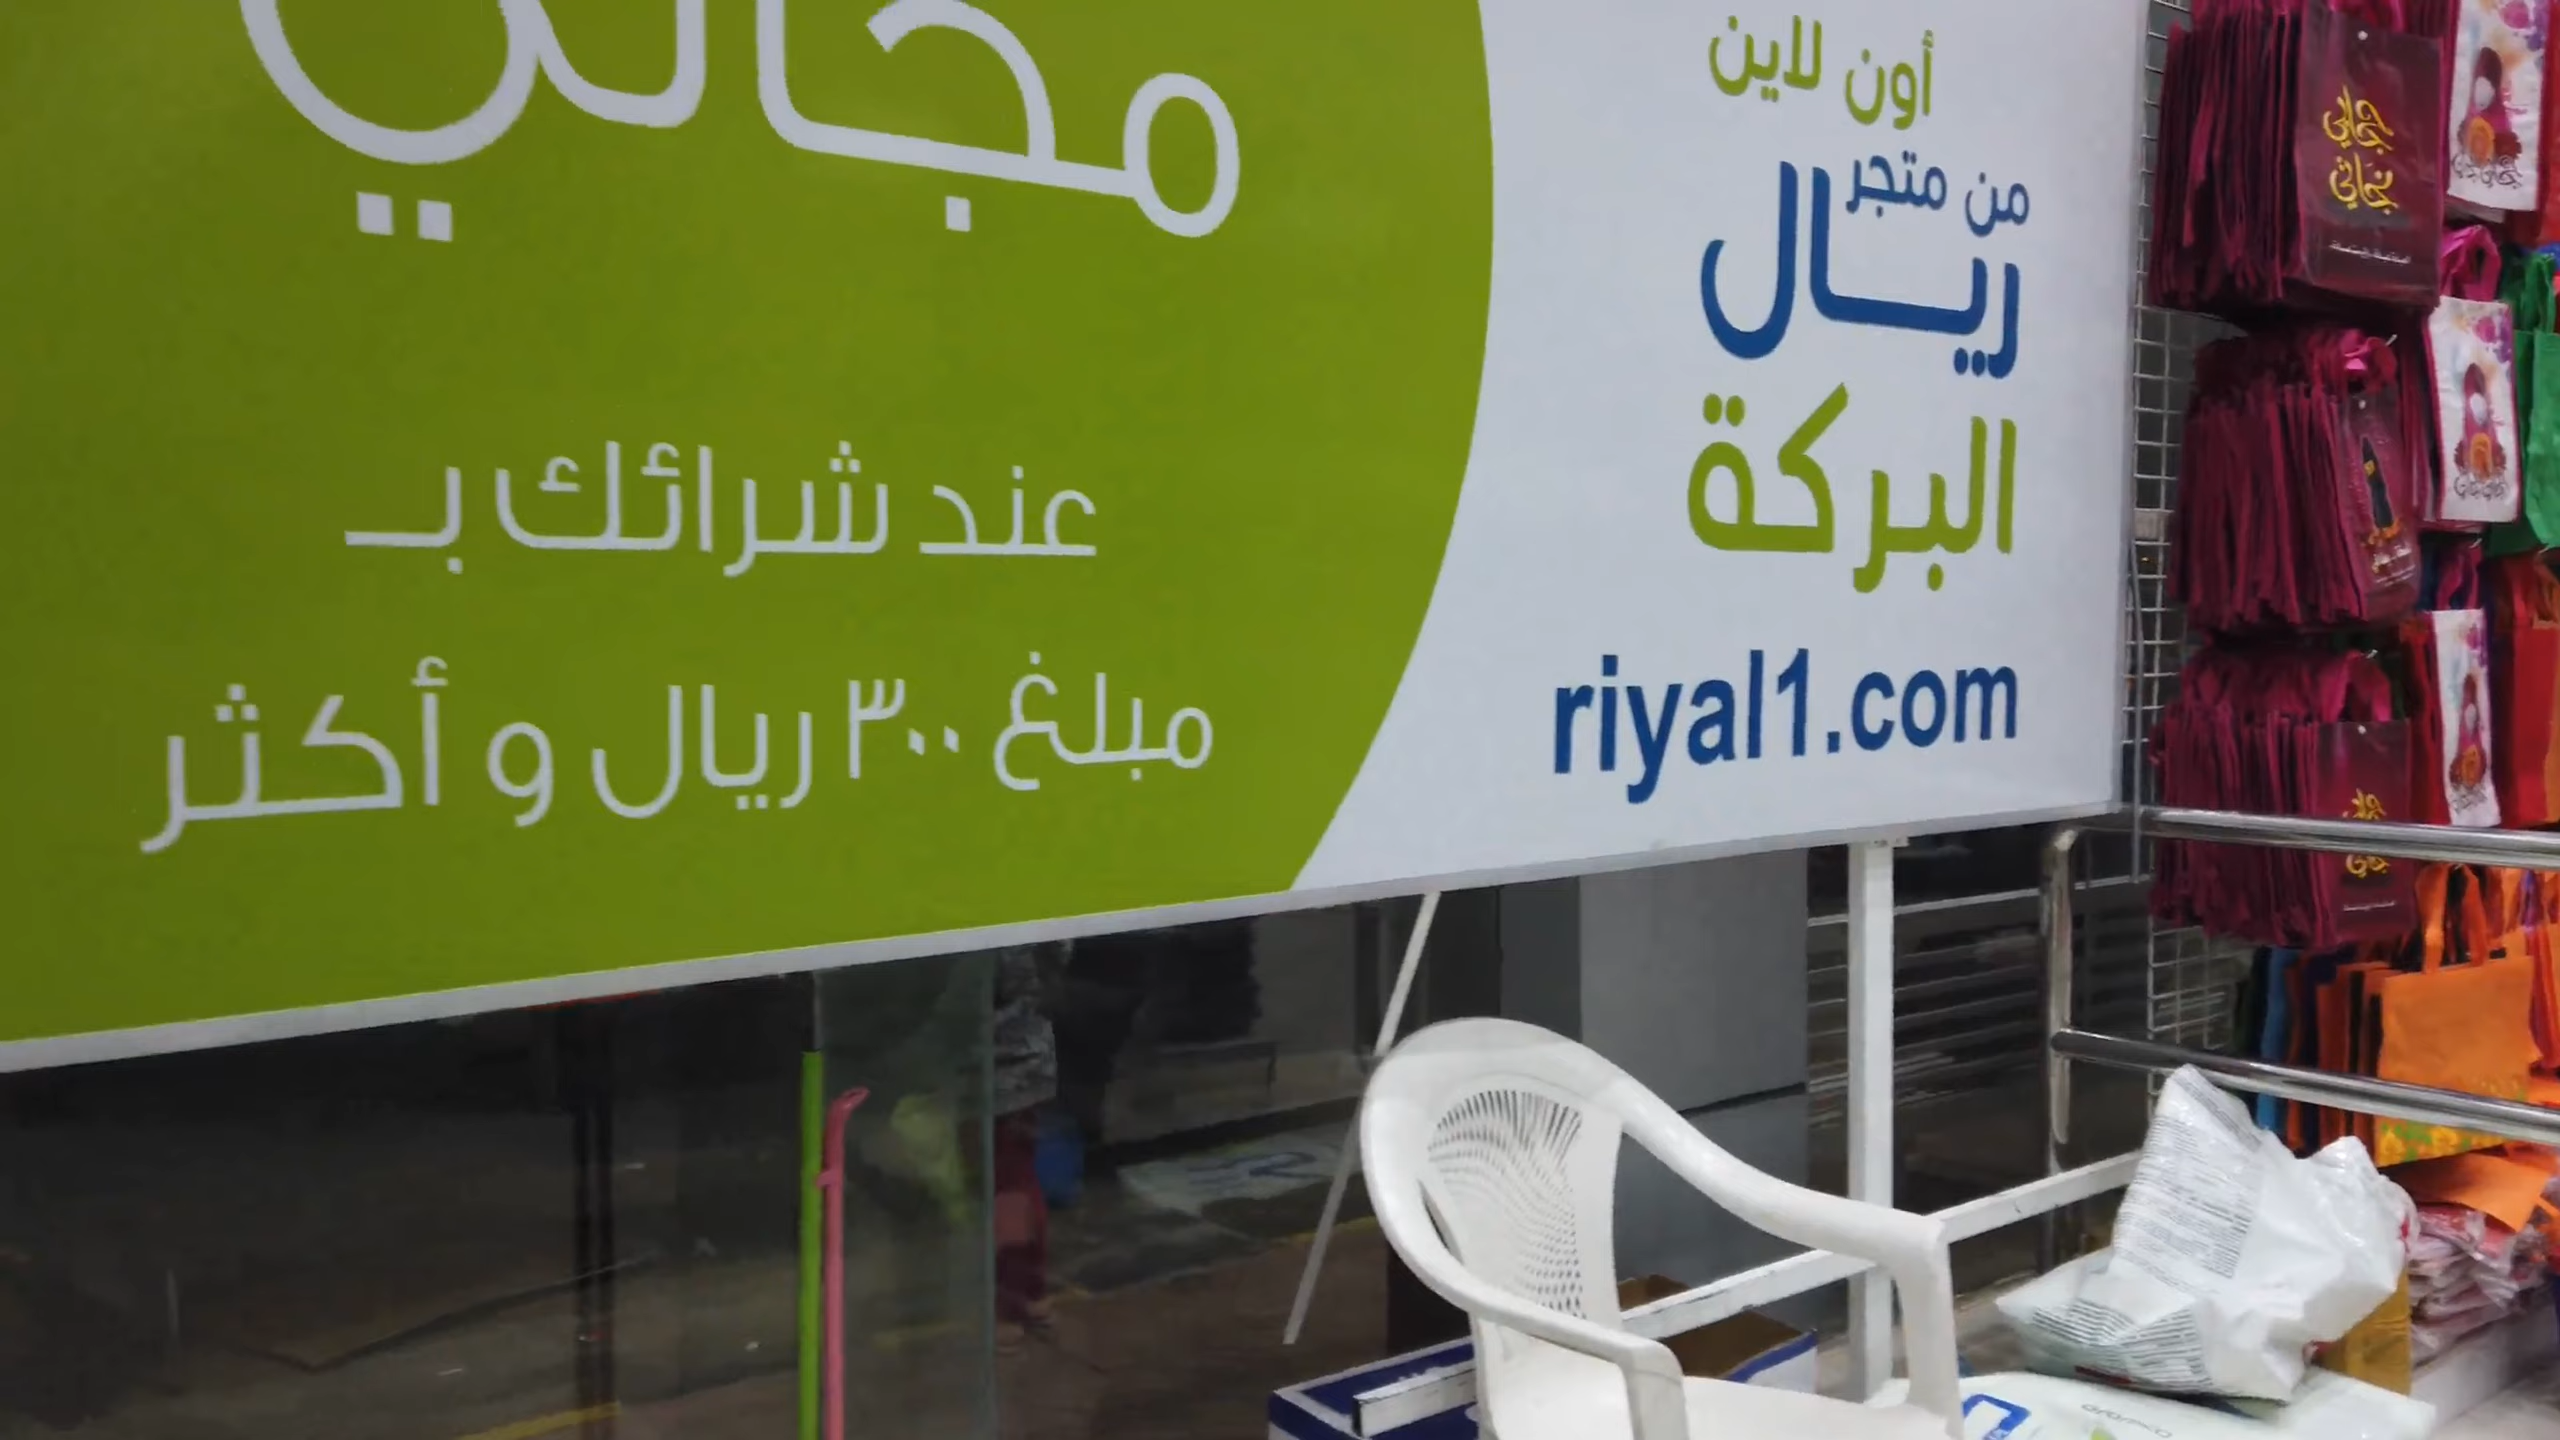 مجاني
عند شرائك بـ
مبلغ ٣٠٠ ريال و أكثر
أون لاين
من متجر
ريال
البركة
riyal1.com